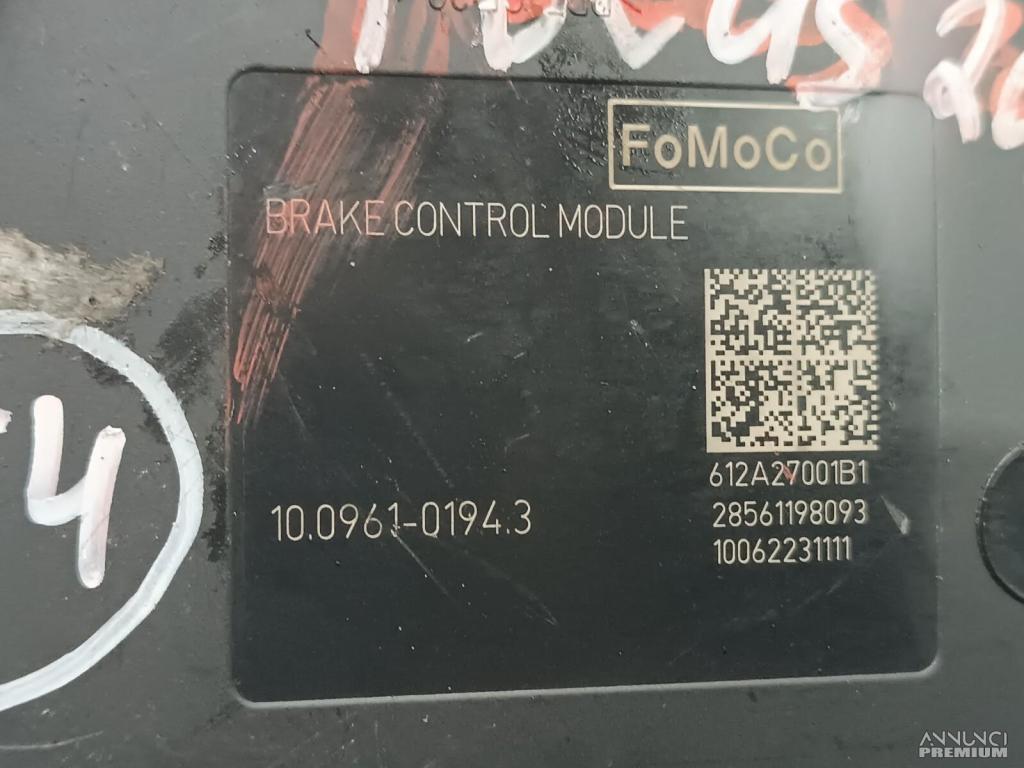 FoMoCo
BRAKE CONTROL MODULE
612A27001B1
10.0961-0194.3
28561198093
10062231111
4
ANNUNCI
PREMIUM